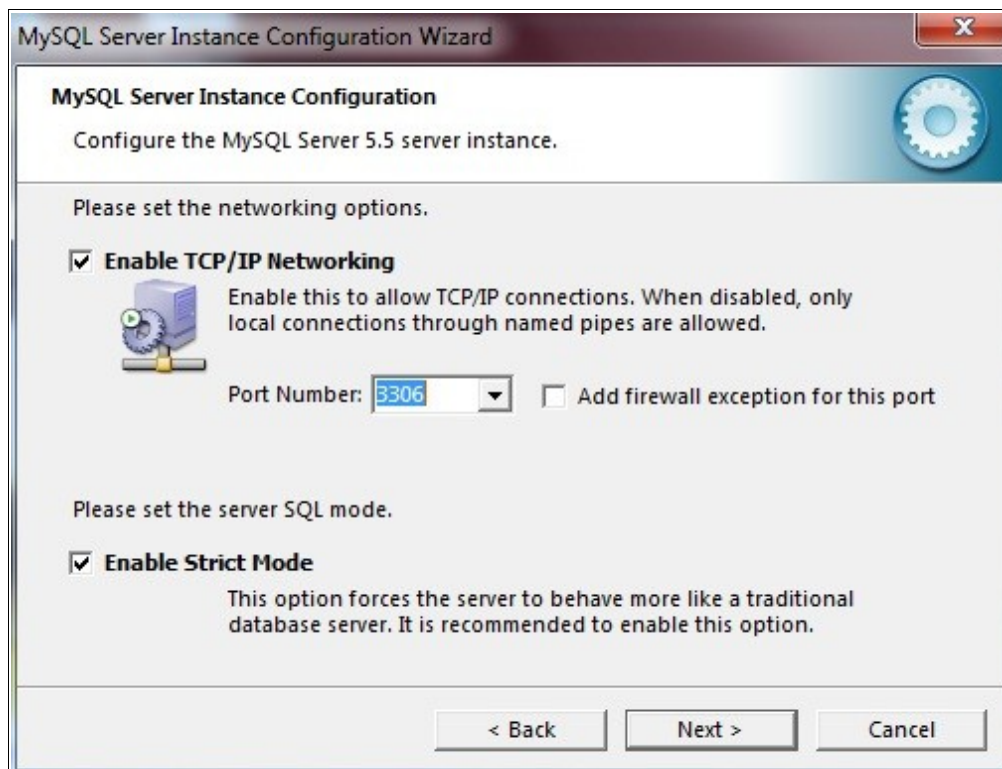 MySQL Server Instance Configuration Wizard
MySQL Server Instance Configuration
Configure the MySQL Server 5.5 server instance.
Please set the networking options.
Enable TCP/IP Networking
Enable this to allow TCP/IP connections. When disabled, only
local connections through named pipes are allowed.
Port Number: 3306 Add firewall exception for this port
Please set the server SQL mode.
Enable Strict Mode
This option forces the server to behave more like a traditional
database server. It is recommended to enable this option.
< Back Next > Cancel